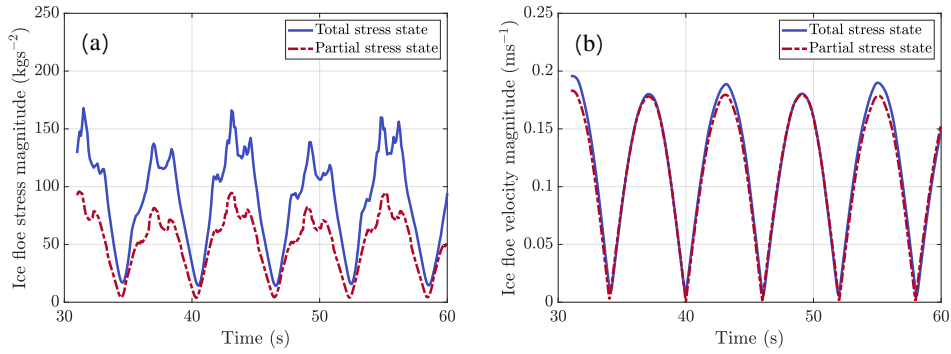 (a)
Total stress state
Partial stress state
Ice floe stress magnitude (kgs⁻²)
250
200
150
100
50
0
30
40
50
60
Time (s)
(b)
Total stress state
Partial stress state
Ice floe velocity magnitude (ms⁻¹)
0.25
0.2
0.15
0.1
0.05
0
30
40
50
60
Time (s)